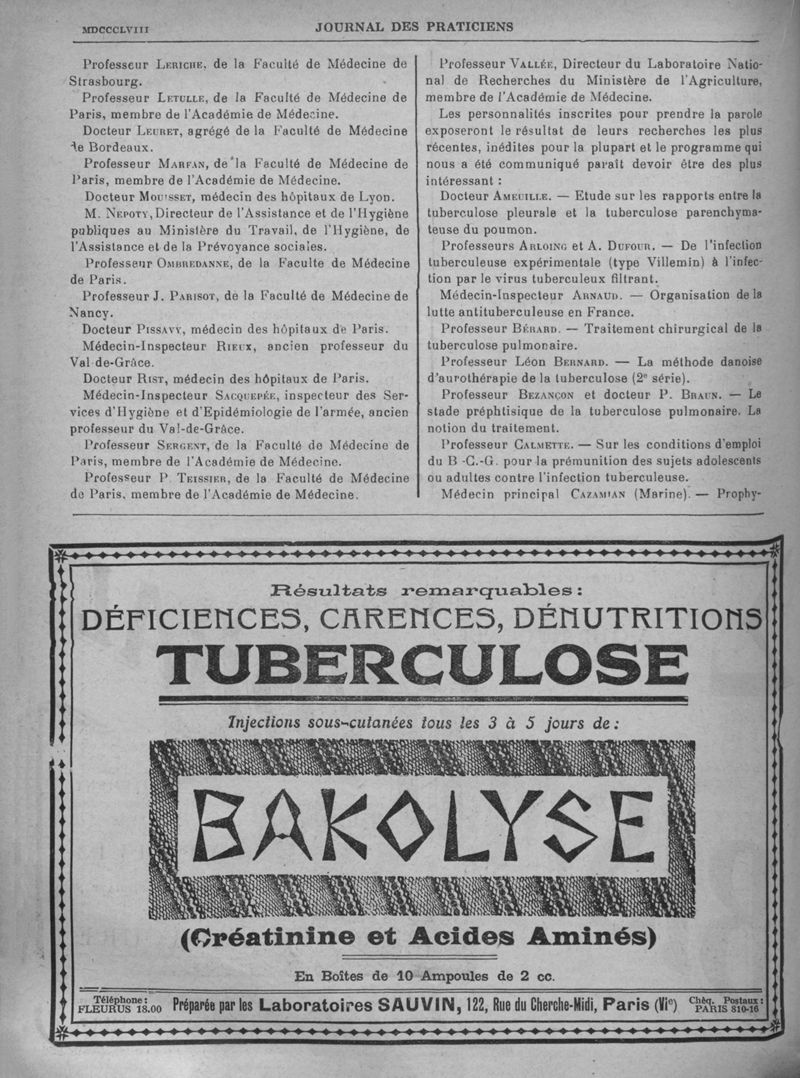 MDCCCLVIII
JOURNAL DES PRATICIENS
Professeur LERICHE, de la Faculté de Médecine de
Strasbourg.
Professeur LETULLE, de la Faculté de Médecine de
Paris, membre de l'Académie de Médecine.
Docteur LEURET, agrégé de la Faculté de Médecine
de Bordeaux.
Professeur MARFAN, de la Faculté de Médecine de
Paris, membre de l'Académie de Médecine.
Docteur MOUISSET, médecin des hôpitaux de Lyon.
M. NEPOTY, Directeur de l'Assistance et de l'Hygiène
publiques au Ministère du Travail, de l'Hygiène, de
l'Assistance et de la Prévoyance sociales.
Professeur OMBREDANNE, de la Faculte de Médecine
de Paris.
Professeur J. PARISOT, de la Faculté de Médecine de
Nancy.
Docteur PISSAVY, médecin des hôpitaux de Paris.
Médecin-Inspecteur RIEUX, ancien professeur du
Val de-Grâce.
Docteur RIST, médecin des hôpitaux de Paris.
Médecin-Inspecteur SACQUEPÉE, inspecteur des Ser-
vices d'Hygiène et d'Epidémiologie de l'armée, ancien
professeur du Val-de-Grâce.
Professeur SERGENT, de la Faculté de Médecine de
Paris, membre de l'Académie de Médecine.
Professeur P. TEISSIER, de la Faculté de Médecine
de Paris, membre de l'Académie de Médecine.
Professeur VALLÉE, Directeur du Laboratoire Natio-
nal de Recherches du Ministère de l'Agriculture,
membre de l'Académie de Médecine.
Les personnalités inscrites pour prendre la parole
exposeront le résultat de leurs recherches les plus
récentes, inédites pour la plupart et le programme qui
nous a été communiqué paraît devoir être des plus
intéressant :
Docteur AMEUILLE. — Etude sur les rapports entre la
tuberculose pleurale et la tuberculose parenchyma-
teuse du poumon.
Professeurs ARLOING et A. DUFOUR. — De l'infection
tuberculeuse expérimentale (type Villemin) à l'infec-
tion par le virus tuberculeux filtrant.
Médecin-Inspecteur ARNAUD. — Organisation de la
lutte antituberculeuse en France.
Professeur BÉRARD. — Traitement chirurgical de la
tuberculose pulmonaire.
Professeur Léon BERNARD. — La méthode danoise
d'aurothérapie de la tuberculose (2e série).
Professeur BEZANÇON et docteur P. BRAUN. — Le
stade préphtisique de la tuberculose pulmonaire. La
notion du traitement.
Professeur CALMETTE. — Sur les conditions d'emploi
du B -C.-G. pour la prémunition des sujets adolescents
ou adultes contre l'infection tuberculeuse.
Médecin principal CAZAMIAN (Marine). — Prophy-
Résultats remarquables :
DÉFICIENCES, CARENCES, DÉNUTRITIONS
TUBERCULOSE
Injections sous-cutanées tous les 3 à 5 jours de :
BAKOLYSE
(Créatinine et Acides Aminés)
En Boîtes de 10 Ampoules de 2 cc.
Téléphone :
FLEURUS 18.00
Préparée par les Laboratoires SAUVIN, 122, Rue du Cherche-Midi, Paris (VIe)
Chèq. Postaux :
PARIS 810-16